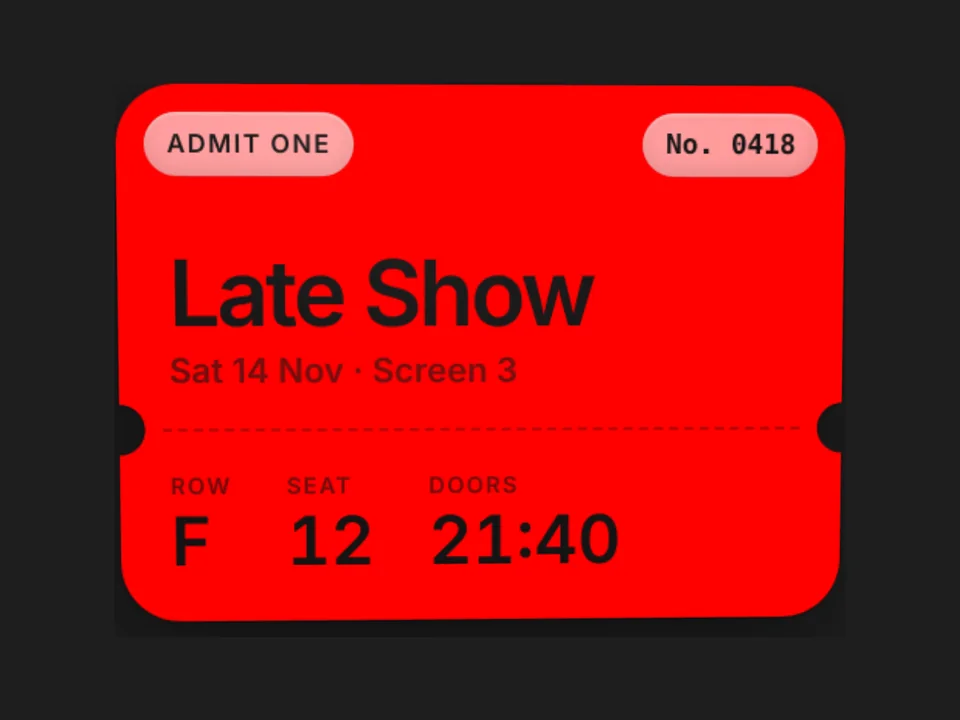 ADMIT ONE
No. 0418
Late Show
Sat 14 Nov · Screen 3
ROW SEAT DOORS
F 12 21:40